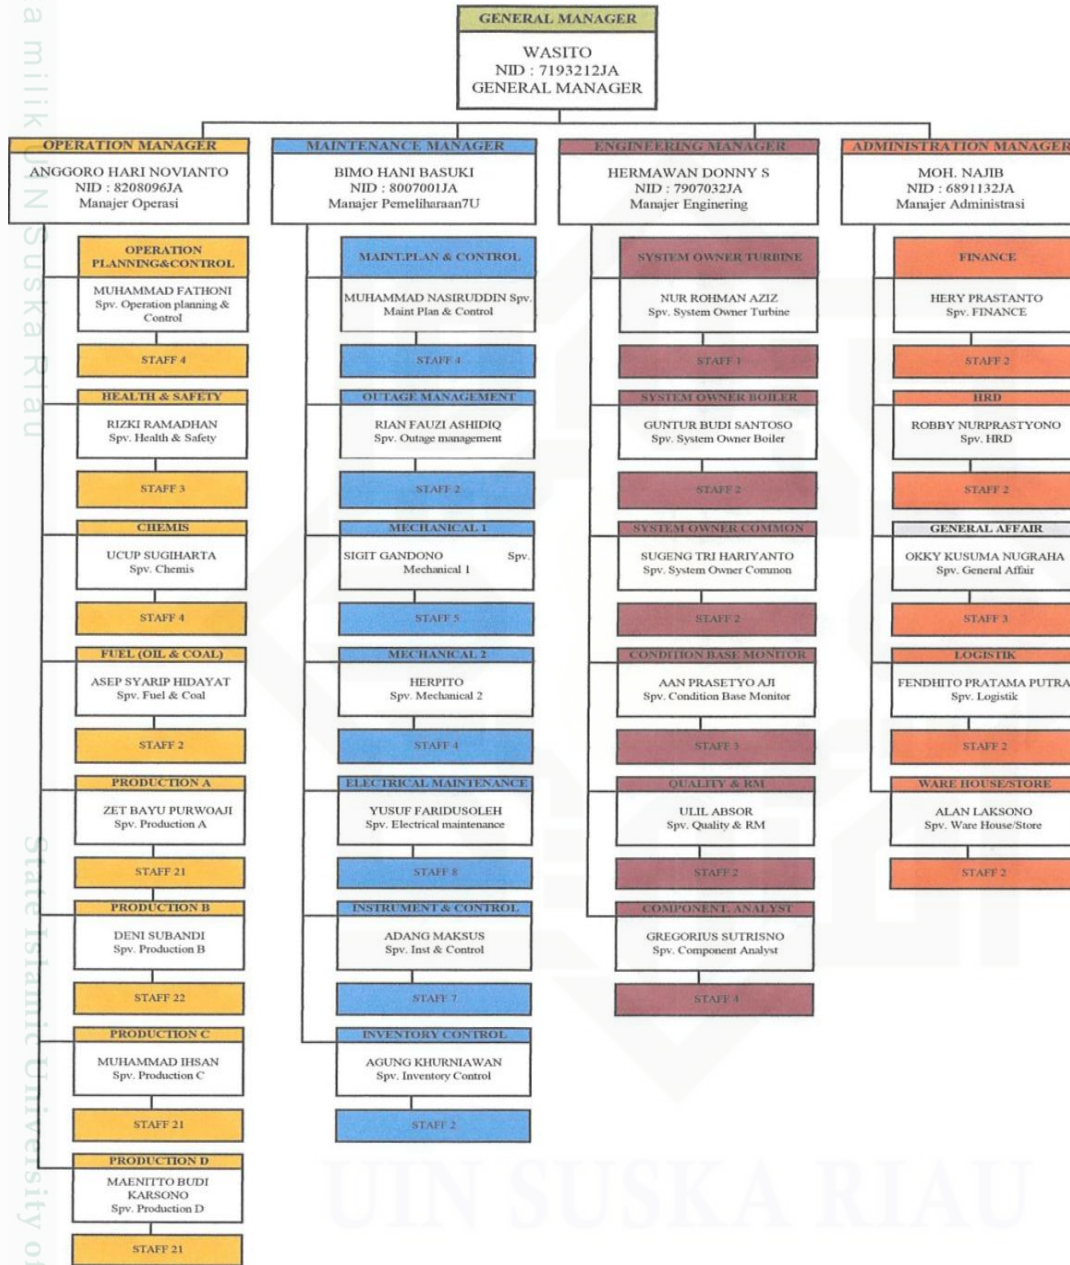 GENERAL MANAGER
WASITO
NID : 7193212JA
GENERAL MANAGER
OPERATION MANAGER
ANGGORO HARI NOVIANTO
NID : 8208096JA
Manajer Operasi
OPERATION
PLANNING&CONTROL
MUHAMMAD FATHONI
Spv. Operation planning &
Control
STAFF 4
HEALTH & SAFETY
RIZKI RAMADHAN
Spv. Health & Safety
STAFF 3
CHEMIS
UCUP SUGIHARTA
Spv. Chemis
STAFF 4
FUEL (OIL & COAL)
ASEP SYARIP HIDAYAT
Spv. Fuel & Coal
STAFF 2
PRODUCTION A
ZET BAYU PURWOAJI
Spv. Production A
STAFF 21
PRODUCTION B
DENI SUBANDI
Spv. Production B
STAFF 22
PRODUCTION C
MUHAMMAD IHSAN
Spv. Production C
STAFF 21
PRODUCTION D
MAENITTO BUDI
KARSONO
Spv. Production D
STAFF 21
MAINTENANCE MANAGER
BIMO HANI BASUKI
NID : 8007001JA
Manajer Pemeliharaan7U
MAINT.PLAN & CONTROL
MUHAMMAD NASIRUDDIN Spv.
Maint Plan & Control
STAFF 4
OUTAGE MANAGEMENT
RIAN FAUZI ASHIDIQ
Spv. Outage management
STAFF 2
MECHANICAL 1
SIGIT GANDONO Spv.
Mechanical 1
STAFF 5
MECHANICAL 2
HERPITO
Spv. Mechanical 2
STAFF 4
ELECTRICAL MAINTENANCE
YUSUF FARIDUSOLEH
Spv. Electrical maintenance
STAFF 8
INSTRUMENT & CONTROL
ADANG MAKSUS
Spv. Inst & Control
STAFF 7
INVENTORY CONTROL
AGUNG KHURNIAWAN
Spv. Inventory Control
STAFF 2
ENGINEERING MANAGER
HERMAWAN DONNY S
NID : 7907032JA
Manajer Enginering
SYSTEM OWNER TURBINE
NUR ROHMAN AZIZ
Spv. System Owner Turbine
STAFF 1
SYSTEM OWNER BOILER
GUNTUR BUDI SANTOSO
Spv. System Owner Boiler
STAFF 2
SYSTEM OWNER COMMON
SUGENG TRI HARIYANTO
Spv. System Owner Common
STAFF 2
CONDITION BASE MONITOR
AAN PRASETYO AJI
Spv. Condition Base Monitor
STAFF 3
QUALITY & RM
ULIL ABSOR
Spv. Quality & RM
STAFF 2
COMPONENT. ANALYST
GREGORIUS SUTRISNO
Spv. Component Analyst
STAFF 4
ADMINISTRATION MANAGER
MOH. NAJIB
NID : 6891132JA
Manajer Administrasi
FINANCE
HERY PRASTANTO
Spv. FINANCE
STAFF 2
HRD
ROBBY NURPRASTYONO
Spv. HRD
STAFF 2
GENERAL AFFAIR
OKKY KUSUMA NUGRAHA
Spv. General Affair
STAFF 3
LOGISTIK
FENDHITO PRATAMA PUTRA
Spv. Logistik
STAFF 2
WARE HOUSE/STORE
ALAN LAKSONO
Spv. Ware House/Store
STAFF 2
a milik UIN Suska Riau
State Islamic University of
UIN SUSKA RIAU